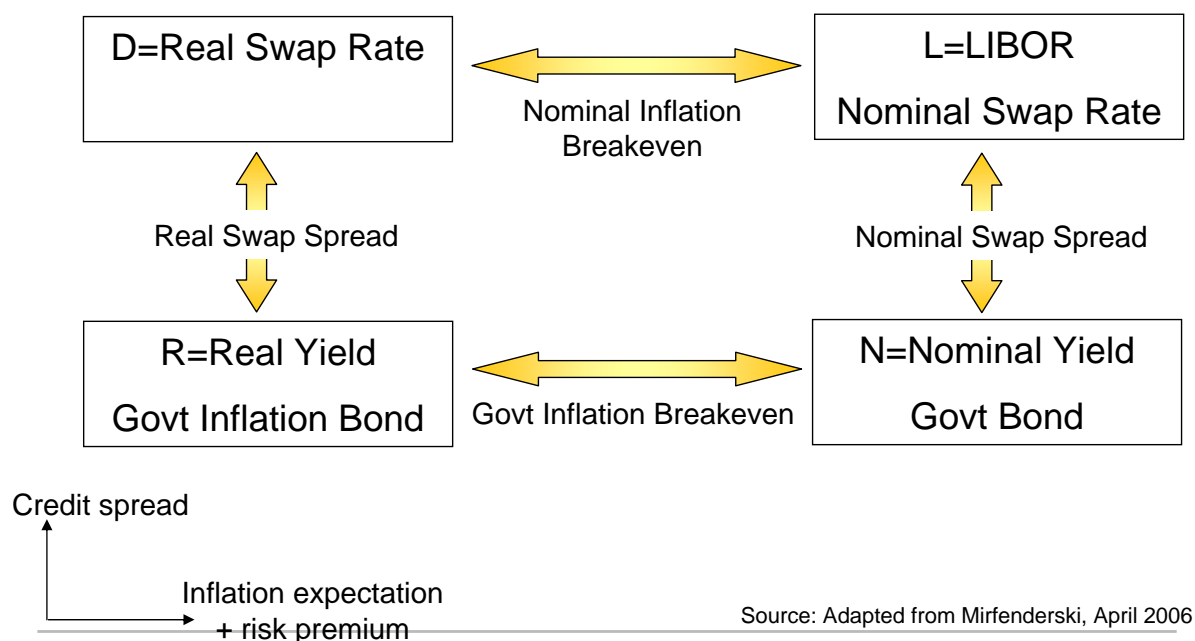 D=Real Swap Rate
L=LIBOR
Nominal Swap Rate
Nominal Inflation
Breakeven
Real Swap Spread
Nominal Swap Spread
R=Real Yield
Govt Inflation Bond
Govt Inflation Breakeven
N=Nominal Yield
Govt Bond
Credit spread
Inflation expectation
+ risk premium
Source: Adapted from Mirfenderski, April 2006